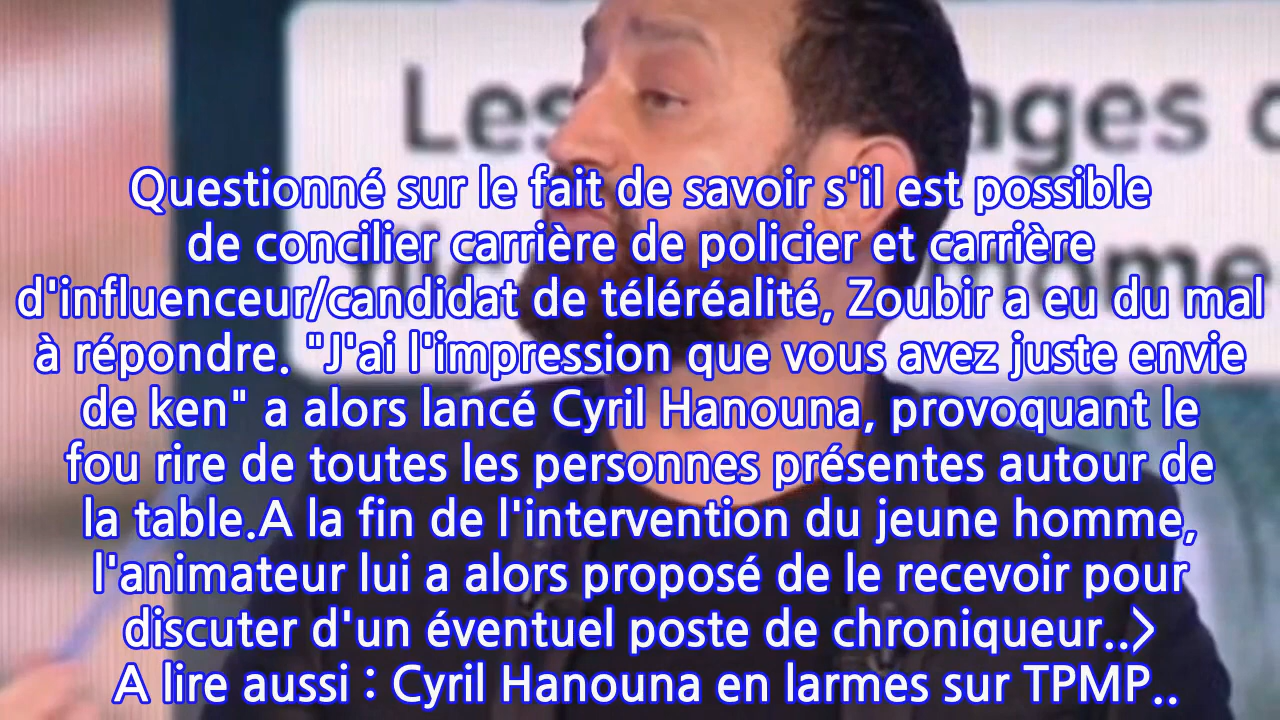 Les nges d
ome
Questionné sur le fait de savoir s'il est possible
de concilier carrière de policier et carrière
d'influenceur/candidat de téléréalité, Zoubir a eu du mal
à répondre. "J'ai l'impression que vous avez juste envie
de ken" a alors lancé Cyril Hanouna, provoquant le
fou rire de toutes les personnes présentes autour de
la table.A la fin de l'intervention du jeune homme,
l'animateur lui a alors proposé de le recevoir pour
discuter d'un éventuel poste de chroniqueur..>
A lire aussi : Cyril Hanouna en larmes sur TPMP..